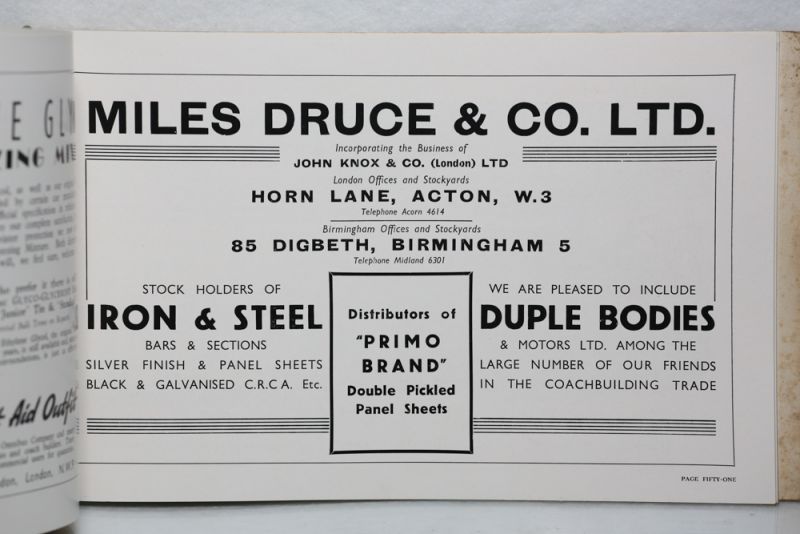 MILES DRUCE & CO. LTD.
Incorporating the Business of
JOHN KNOX & CO. (London) LTD
London Offices and Stockyards
HORN LANE, ACTON, W.3
Telephone Acorn 4614
Birmingham Offices and Stockyards
85 DIGBETH, BIRMINGHAM 5
Telephone Midland 6301
STOCK HOLDERS OF
IRON & STEEL
BARS & SECTIONS
SILVER FINISH & PANEL SHEETS
BLACK & GALVANISED C.R.C A. Etc.
Distributors of
"PRIMO
BRAND"
Double Pickled
Panel Sheets
WE ARE PLEASED TO INCLUDE
DUPLE BODIES
& MOTORS LTD. AMONG THE
LARGE NUMBER OF OUR FRIENDS
IN THE COACHBUILDING TRADE
PAGE FIFTY-ONE
Aid Outfit
London, N.W.